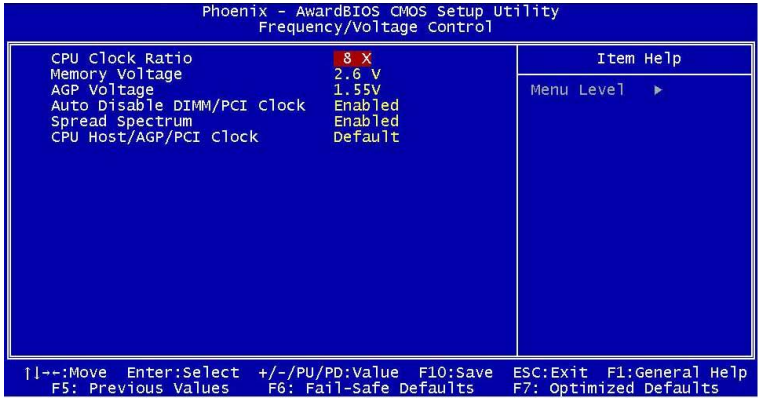 Phoenix - AwardBIOS CMOS Setup Utility
Frequency/Voltage Control
CPU Clock Ratio 8 X
Memory Voltage 2.6 V
AGP Voltage 1.55V
Auto Disable DIMM/PCI Clock Enabled
Spread Spectrum Enabled
CPU Host/AGP/PCI Clock Default
Item Help
Menu Level ▶
↑↓→←:Move Enter:Select +/-/PU/PD:Value F10:Save ESC:Exit F1:General Help
F5: Previous Values F6: Fail-Safe Defaults F7: Optimized Defaults